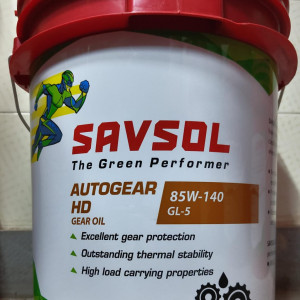 SAVSOL
The Green Performer
AUTOGEAR
HD
GEAR OIL
85W-140
GL-5
Excellent gear protection
Outstanding thermal stability
High load carrying properties